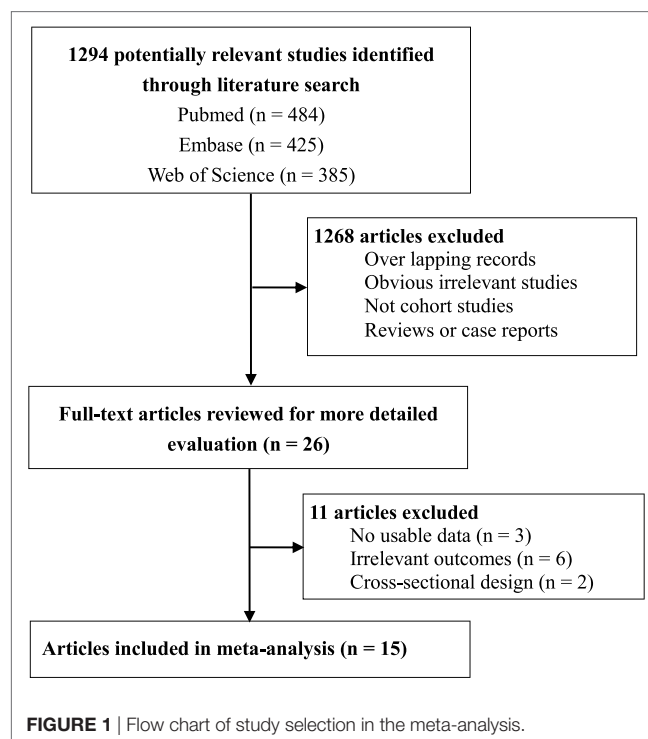 1294 potentially relevant studies identified
through literature search
Pubmed (n = 484)
Embase (n = 425)
Web of Science (n = 385)
1268 articles excluded
Over lapping records
Obvious irrelevant studies
Not cohort studies
Reviews or case reports
Full-text articles reviewed for more detailed
evaluation (n = 26)
11 articles excluded
No usable data (n = 3)
Irrelevant outcomes (n = 6)
Cross-sectional design (n = 2)
Articles included in meta-analysis (n = 15)
FIGURE 1 | Flow chart of study selection in the meta-analysis.